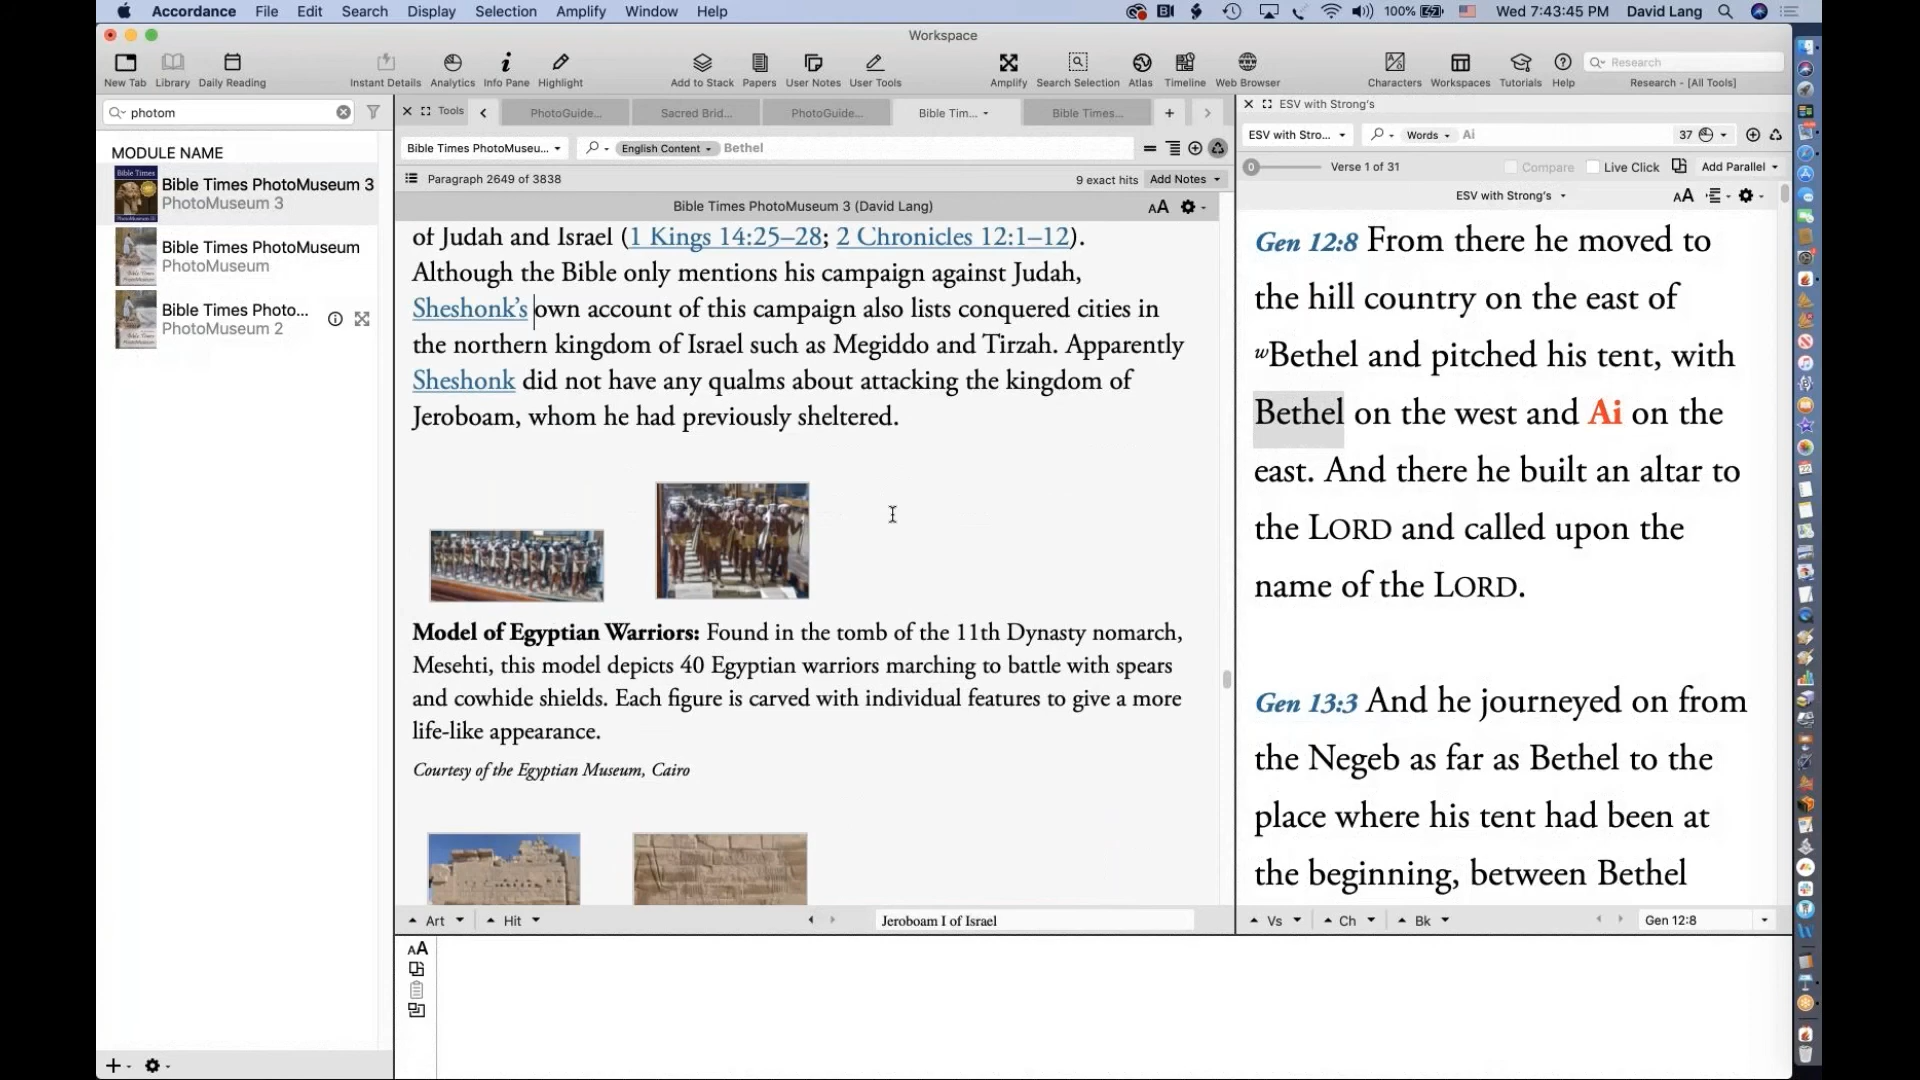 Accordance File Edit Search Display Selection Amplify Window Help 100% Wed 7:43:45 PM David Lang
Workspace
New Tab Library Daily Reading Instant Details Analytics Info Pane Highlight Add to Stack Papers User Notes User Tools Amplify Search Selection Atlas Timeline Web Browser Characters Workspaces Tutorials Help Research
Research - [All Tools]
photom
MODULE NAME
Bible Times PhotoMuseum 3
PhotoMuseum 3
Bible Times PhotoMuseum
PhotoMuseum
Bible Times Photo...
PhotoMuseum 2
Tools PhotoGuide... Sacred Brid... PhotoGuide... Bible Tim... Bible Times...
Bible Times PhotoMuseu... English Content Bethel
Paragraph 2649 of 3838 9 exact hits Add Notes
Bible Times PhotoMuseum 3 (David Lang) AA
of Judah and Israel (1 Kings 14:25–28; 2 Chronicles 12:1–12).
Although the Bible only mentions his campaign against Judah,
Sheshonk’s own account of this campaign also lists conquered cities in
the northern kingdom of Israel such as Megiddo and Tirzah. Apparently
Sheshonk did not have any qualms about attacking the kingdom of
Jeroboam, whom he had previously sheltered.
Model of Egyptian Warriors: Found in the tomb of the 11th Dynasty nomarch,
Mesehti, this model depicts 40 Egyptian warriors marching to battle with spears
and cowhide shields. Each figure is carved with individual features to give a more
life-like appearance.
Courtesy of the Egyptian Museum, Cairo
Art Hit Jeroboam I of Israel
AA
ESV with Strong's
ESV with Stro... Words Ai 37
0 Verse 1 of 31 Compare Live Click Add Parallel
ESV with Strong's AA
Gen 12:8 From there he moved to
the hill country on the east of
wBethel and pitched his tent, with
Bethel on the west and Ai on the
east. And there he built an altar to
the LORD and called upon the
name of the LORD.
Gen 13:3 And he journeyed on from
the Negeb as far as Bethel to the
place where his tent had been at
the beginning, between Bethel
Vs Ch Bk Gen 12:8